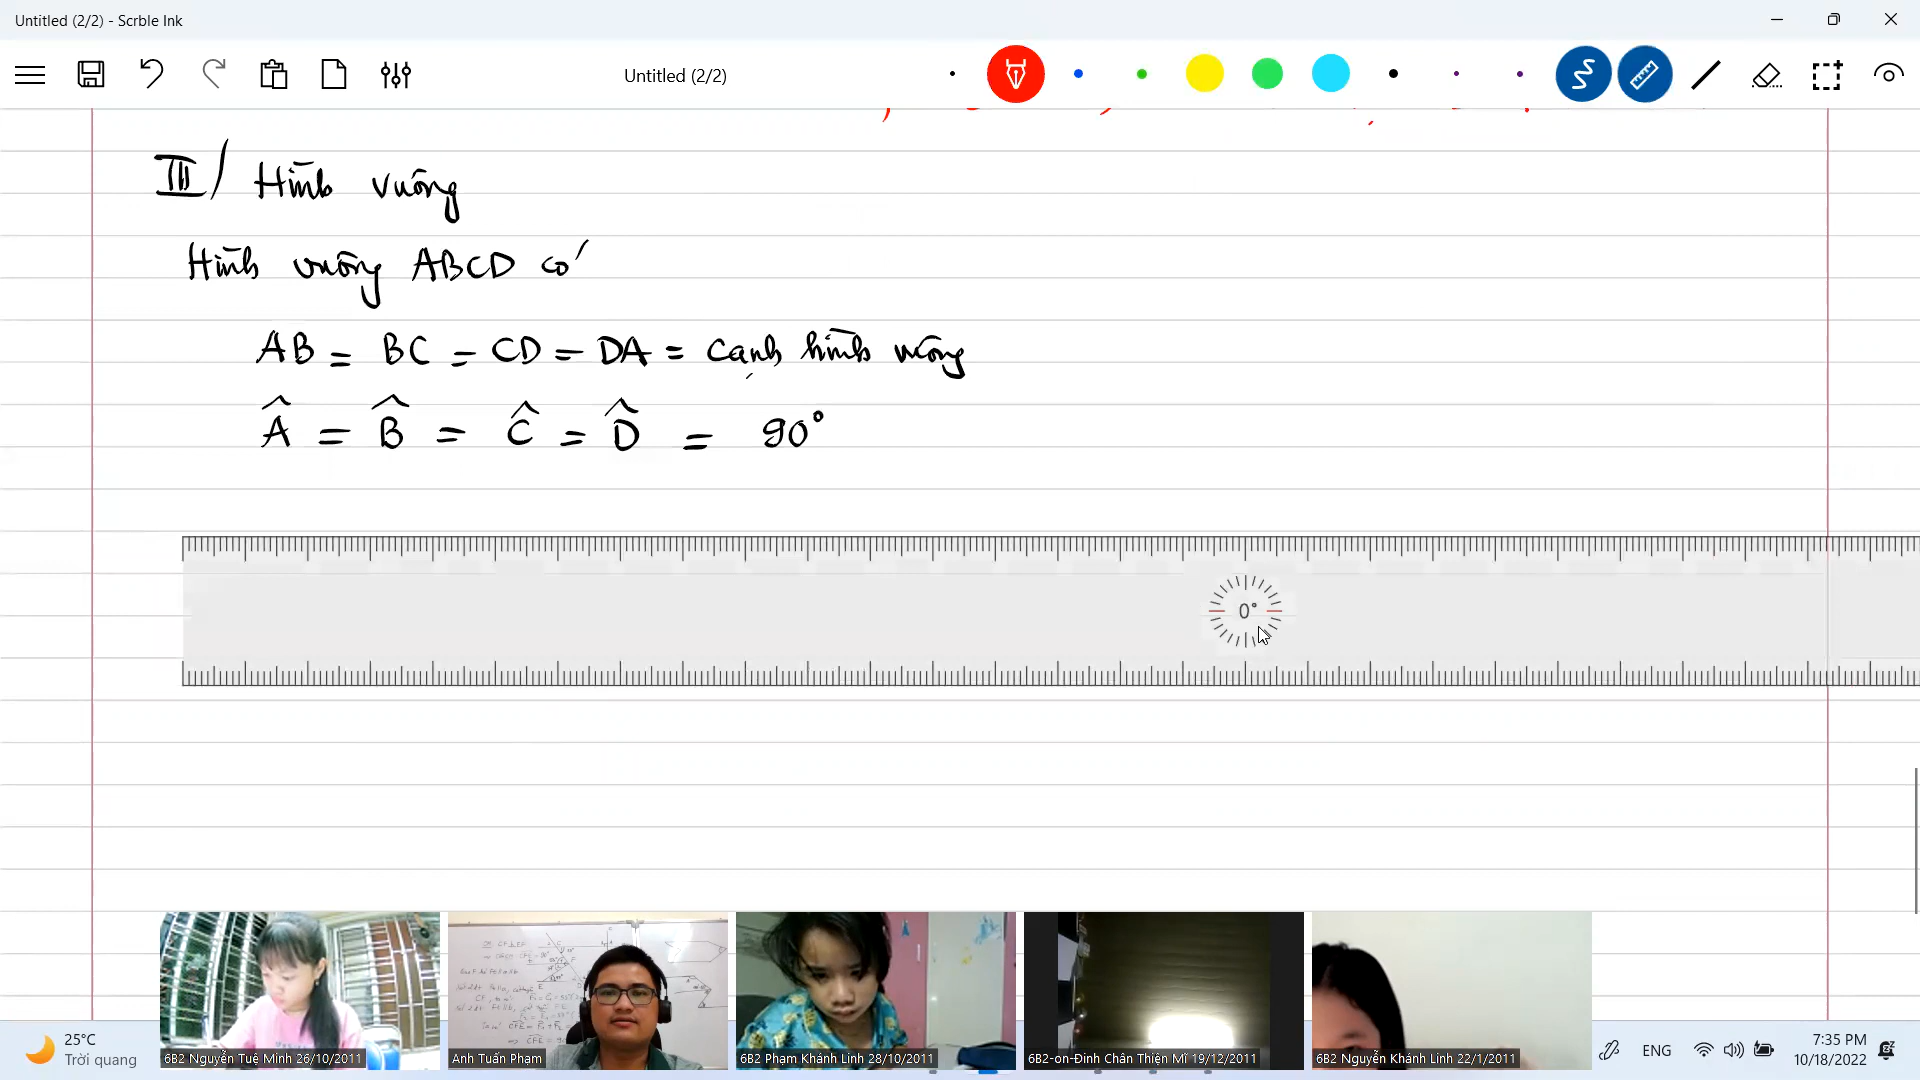 Untitled (2/2) - Scrble Ink
Untitled (2/2)
III/ Hình vuông
Hình vuông ABCD có
AB = BC = CD = DA = cạnh hình vuông
Â = B̂ = Ĉ = D̂ = 90°
0°
6B2 Nguyễn Tuệ Minh 26/10/2011
Anh Tuấn Phạm
6B2 Phạm Khánh Linh 28/10/2011
6B2-on-Đinh Chân Thiện Mĩ 19/12/2011
6B2 Nguyễn Khánh Linh 22/1/2011
25°C
Trời quang
ENG
7:35 PM
10/18/2022